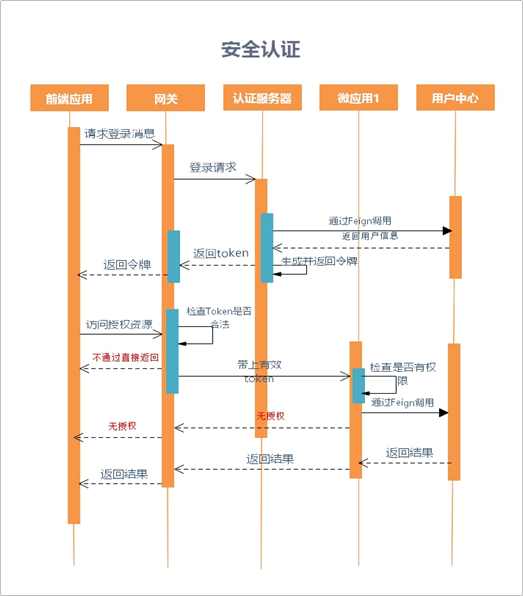 安全认证
前端应用
网关
认证服务器
微应用1
用户中心
请求登录消息
登录请求
通过Feign调用
返回用户信息
返回token
生成并返回令牌
返回令牌
检查Token是否
合法
访问授权资源
不通过直接返回
带上有效
token
检查是否有权
限
通过Feign调用
无授权
无授权
返回结果
返回结果
返回结果